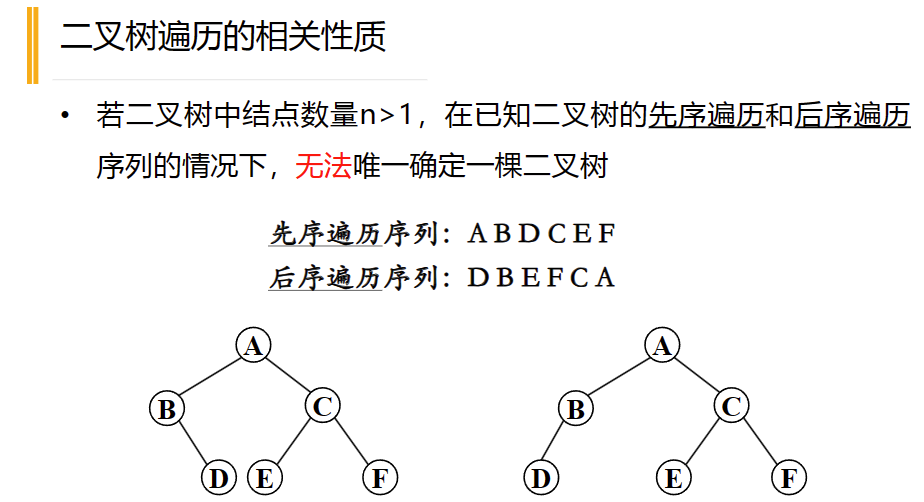 二叉树遍历的相关性质
• 若二叉树中结点数量n>1，在已知二叉树的先序遍历和后序遍历
序列的情况下，无法唯一确定一棵二叉树
先序遍历序列：A B D C E F
后序遍历序列：D B E F C A
A A
B C B C
D E F D E F